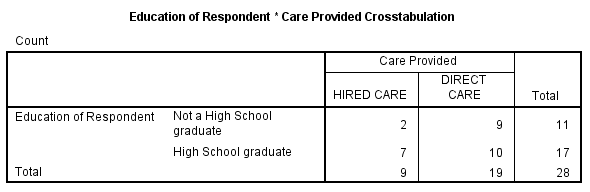 Education of Respondent * Care Provided Crosstabulation
Count
Care Provided
HIRED CARE DIRECT CARE Total
Education of Respondent Not a High School graduate 2 9 11
High School graduate 7 10 17
Total 9 19 28